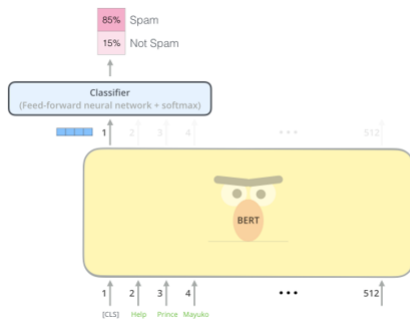 85% Spam
15% Not Spam
Classifier
(Feed-forward neural network + softmax)
1 2 3 4 ••• 512
BERT
1 2 3 4 ••• 512
[CLS] Help Prince Mayuko